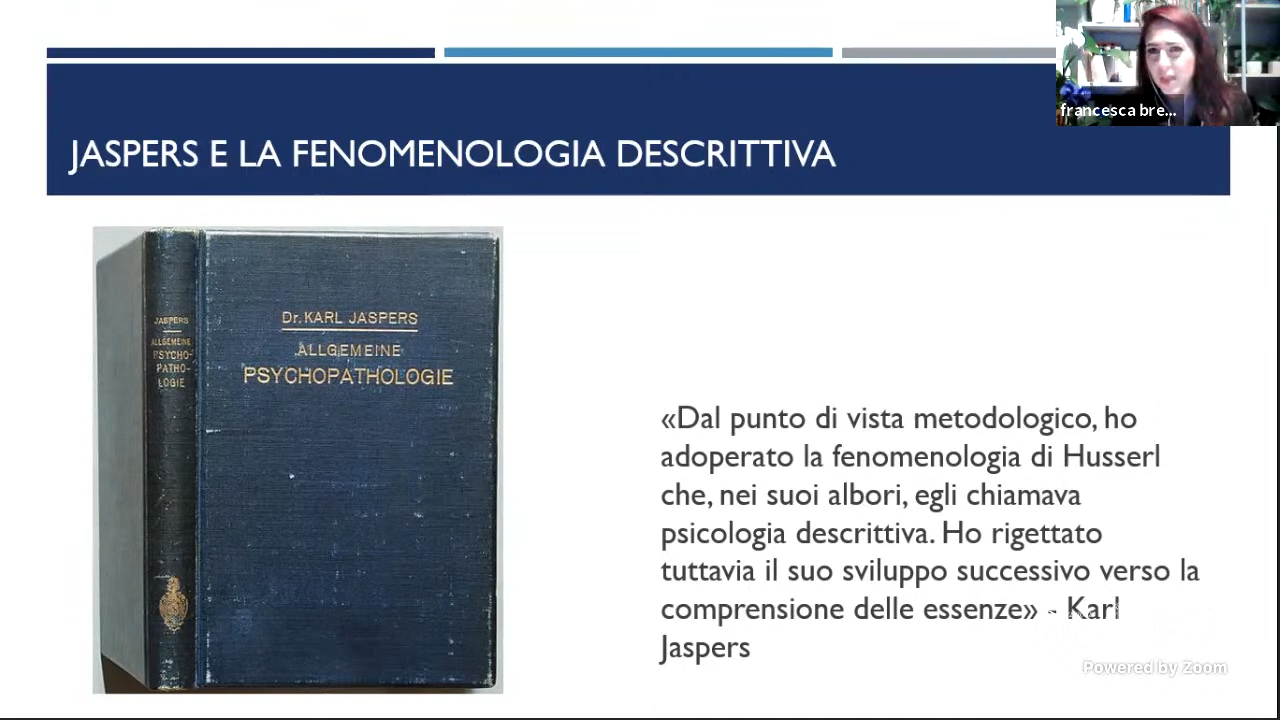 francesca bre...
JASPERS E LA FENOMENOLOGIA DESCRITTIVA
JASPERS
ALLGEMEINE
PSYCHO-
PATHO-
LOGIE
Dr. KARL JASPERS
ALLGEMEINE
PSYCHOPATHOLOGIE
«Dal punto di vista metodologico, ho
adoperato la fenomenologia di Husserl
che, nei suoi albori, egli chiamava
psicologia descrittiva. Ho rigettato
tuttavia il suo sviluppo successivo verso la
comprensione delle essenze» - Karl
Jaspers
Powered by Zoom